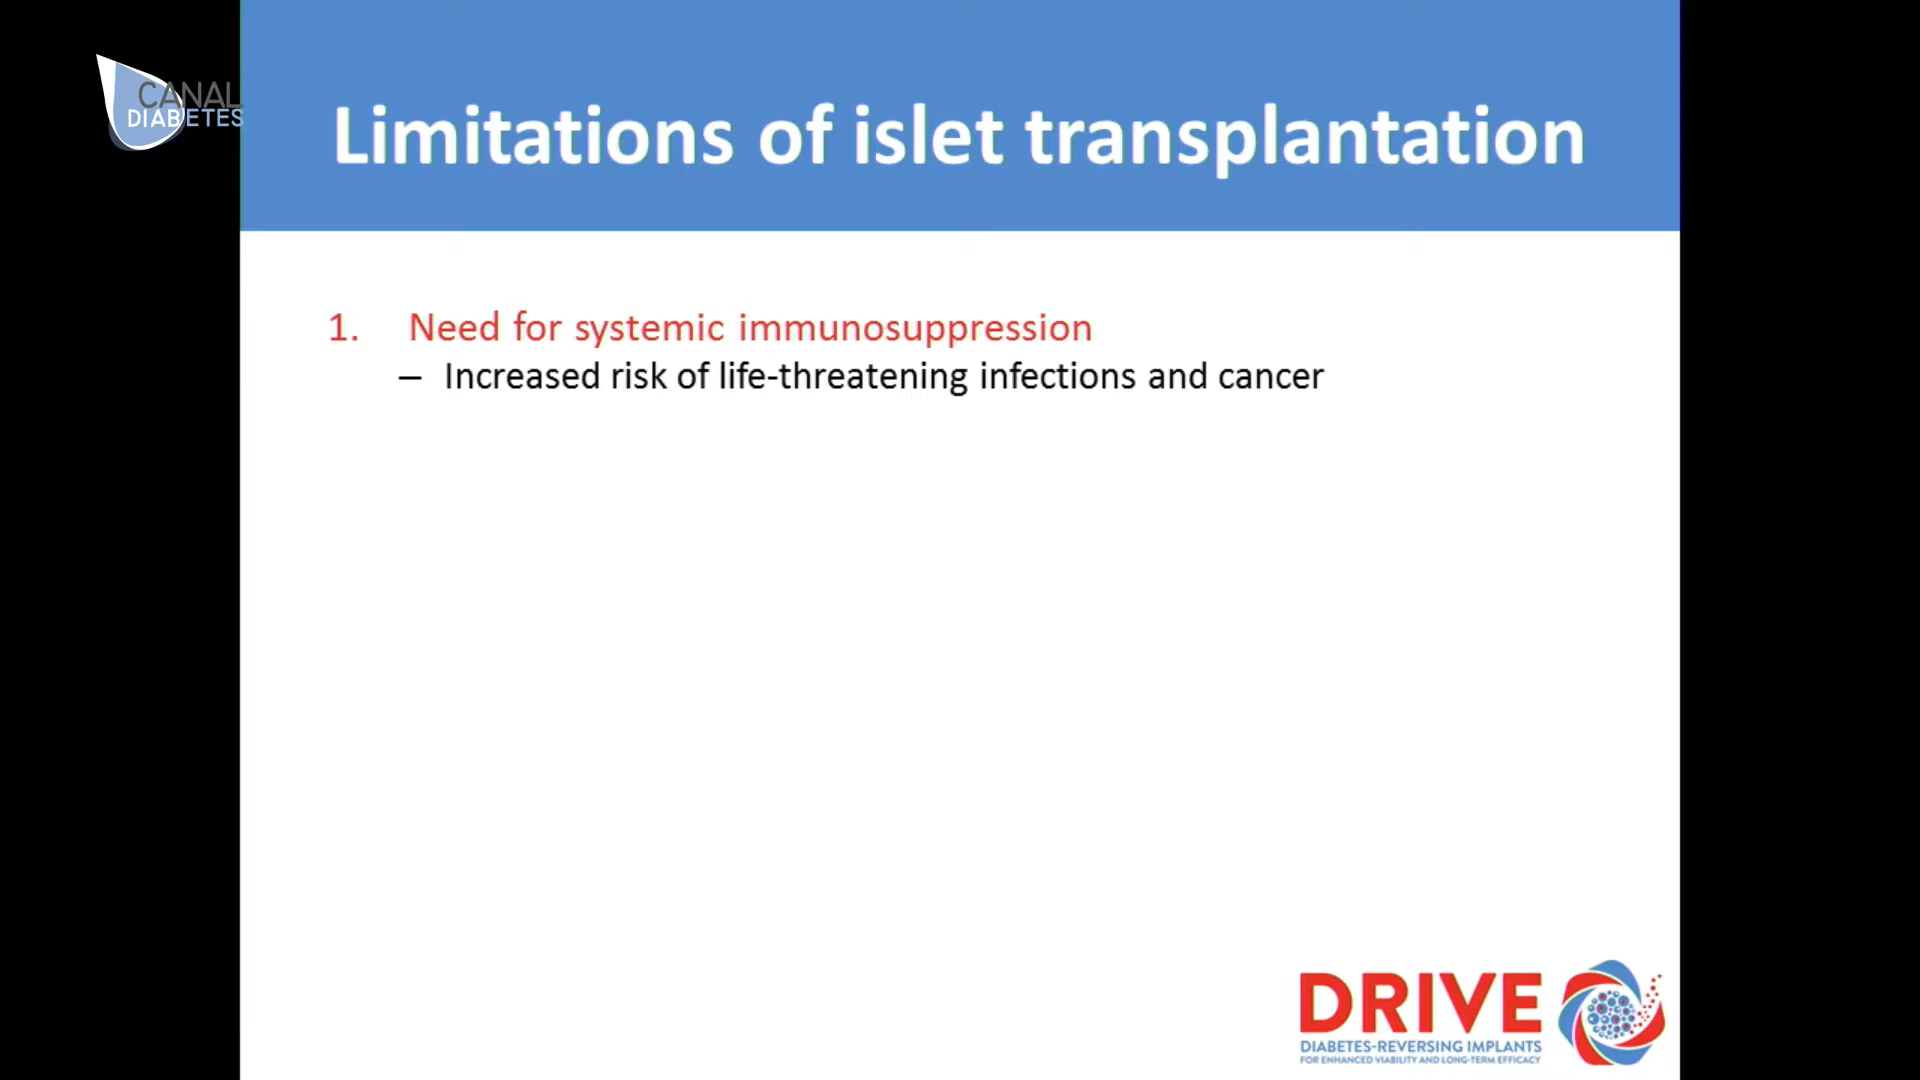 CANAL
DIABETES
Limitations of islet transplantation
1. Need for systemic immunosuppression
– Increased risk of life-threatening infections and cancer
DRIVE
DIABETES-REVERSING IMPLANTS
FOR ENHANCED VIABILITY AND LONG-TERM EFFICACY